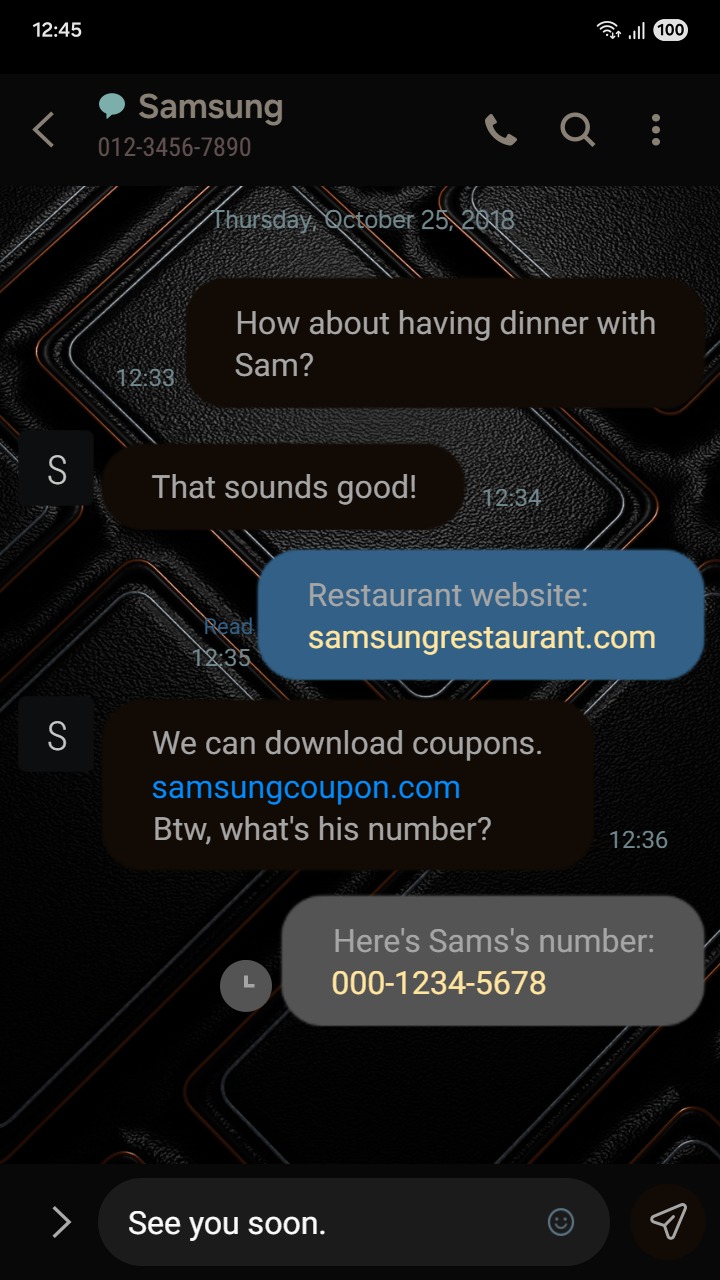 12:45
100
Samsung
012-3456-7890
Thursday, October 25, 2018
How about having dinner with
Sam?
12:33
S
That sounds good!
12:34
Restaurant website:
samsungrestaurant.com
Read
12:35
S
We can download coupons.
samsungcoupon.com
Btw, what's his number?
12:36
Here's Sams's number:
000-1234-5678
See you soon.